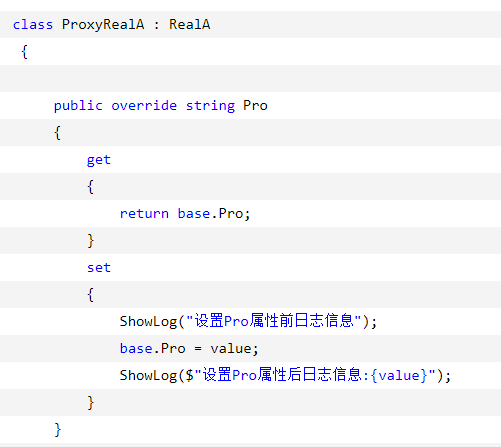 class ProxyRealA : RealA
{
public override string Pro
{
get
{
return base.Pro;
}
set
{
ShowLog("设置Pro属性前日志信息");
base.Pro = value;
ShowLog($"设置Pro属性后日志信息:{value}");
}
}